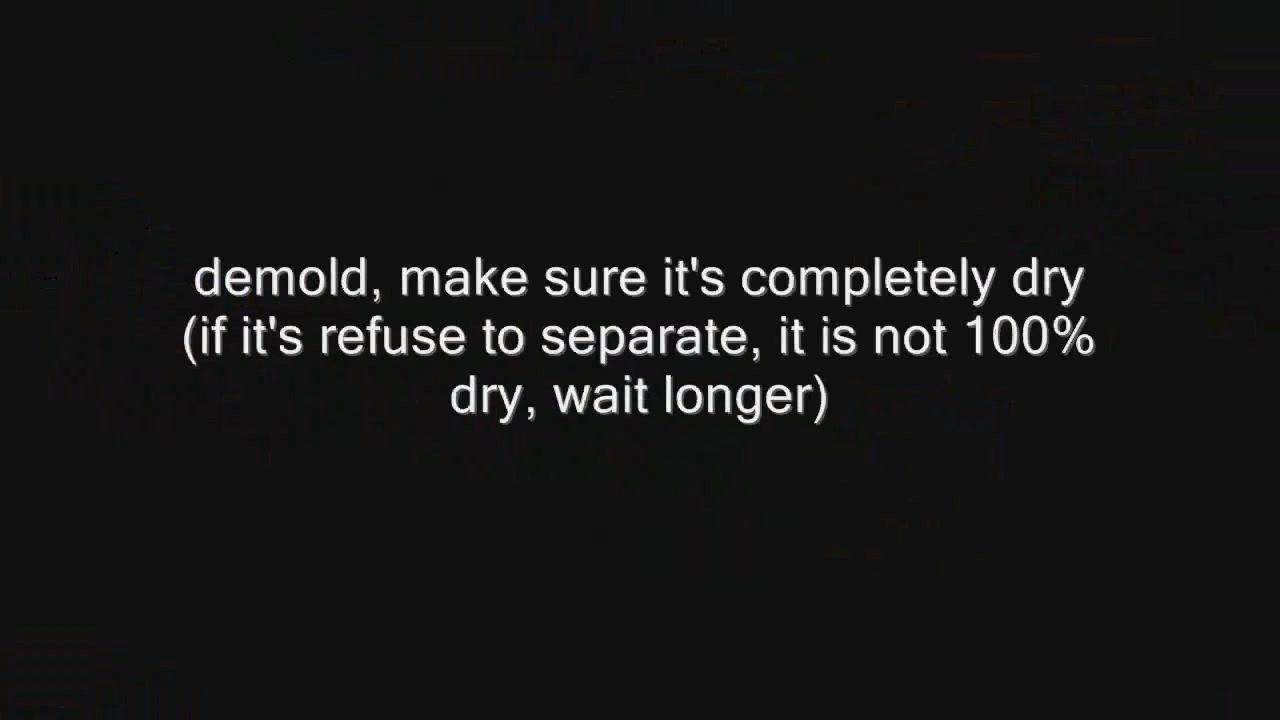 demold, make sure it's completely dry
(if it's refuse to separate, it is not 100%
dry, wait longer)